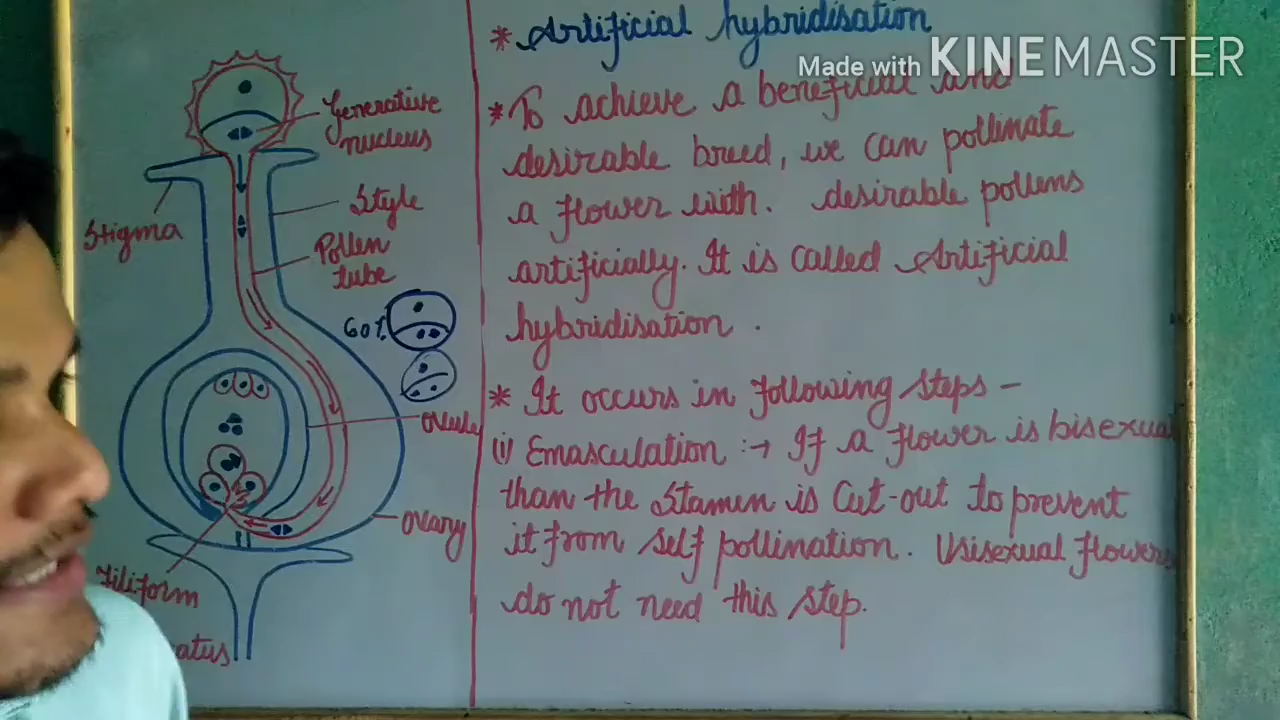 Generative
nucleus
Stigma
Style
Pollen
tube
60%
Ovule
Ovary
Filiform
atus
* Artificial hybridisation
Made with KINEMASTER
* To achieve a beneficial and
desirable breed, we can pollinate
a flower with. desirable pollens
artificially. It is called Artificial
hybridisation.
* It occurs in following steps -
(i) Emasculation :→ If a flower is bisexual
than the Stamen is Cut-out to prevent
it from self pollination. Usisexual flowers
do not need this step.